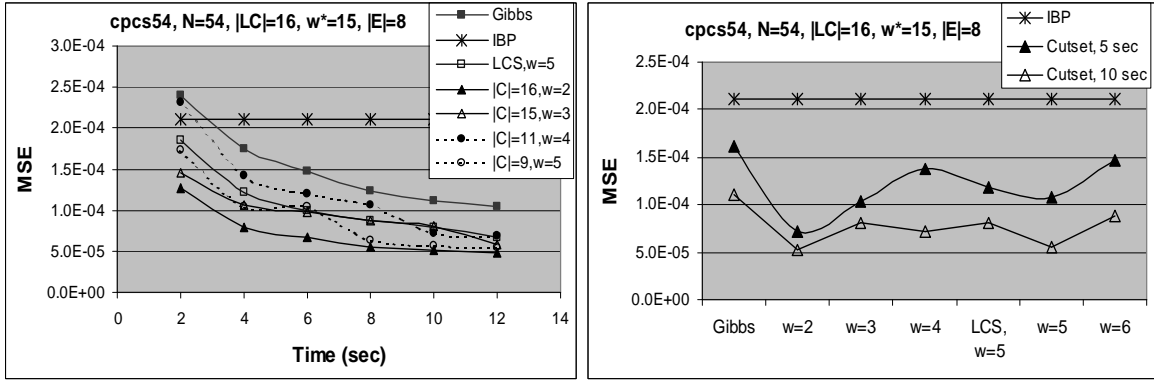 cpcs54, N=54, |LC|=16, w*=15, |E|=8
MSE
3.0E-04
2.5E-04
2.0E-04
1.5E-04
1.0E-04
5.0E-05
0.0E+00
0 2 4 6 8 10 12 14
Time (sec)
Gibbs
IBP
LCS,w=5
|C|=16,w=2
|C|=15,w=3
|C|=11,w=4
|C|=9,w=5
cpcs54, N=54, |LC|=16, w*=15, |E|=8
MSE
3.0E-04
2.5E-04
2.0E-04
1.5E-04
1.0E-04
5.0E-05
0.0E+00
Gibbs w=2 w=3 w=4 LCS, w=5 w=6
w=5
IBP
Cutset, 5 sec
Cutset, 10 sec